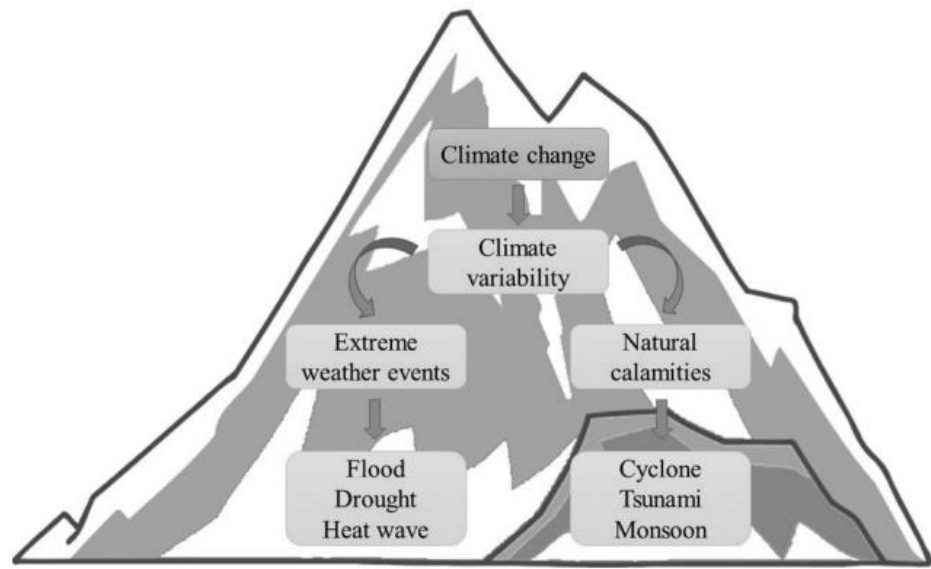 Climate change
Climate
variability
Extreme
weather events
Natural
calamities
Flood
Drought
Heat wave
Cyclone
Tsunami
Monsoon